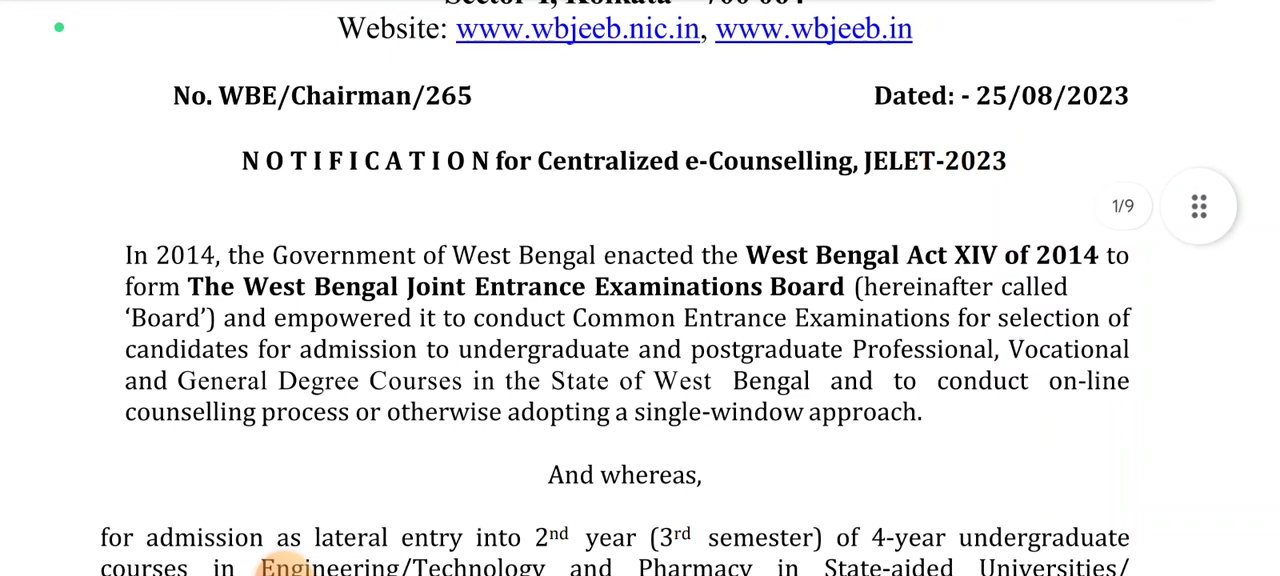 Website: www.wbjeeb.nic.in, www.wbjeeb.in
No. WBE/Chairman/265 Dated: - 25/08/2023
N O T I F I C A T I O N for Centralized e-Counselling, JELET-2023
1/9
In 2014, the Government of West Bengal enacted the West Bengal Act XIV of 2014 to
form The West Bengal Joint Entrance Examinations Board (hereinafter called
‘Board’) and empowered it to conduct Common Entrance Examinations for selection of
candidates for admission to undergraduate and postgraduate Professional, Vocational
and General Degree Courses in the State of West Bengal and to conduct on-line
counselling process or otherwise adopting a single-window approach.
And whereas,
for admission as lateral entry into 2nd year (3rd semester) of 4-year undergraduate
courses in Engineering/Technology and Pharmacy in State-aided Universities/